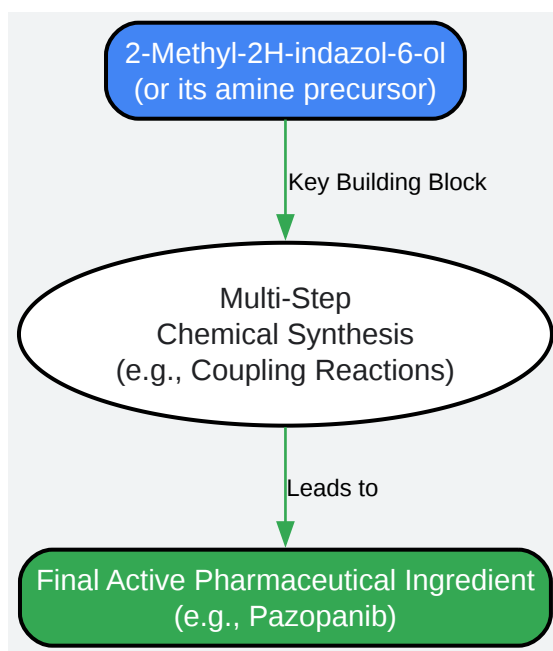 2-Methyl-2H-indazol-6-ol
(or its amine precursor)
Key Building Block
Multi-Step
Chemical Synthesis
(e.g., Coupling Reactions)
Leads to
Final Active Pharmaceutical Ingredient
(e.g., Pazopanib)